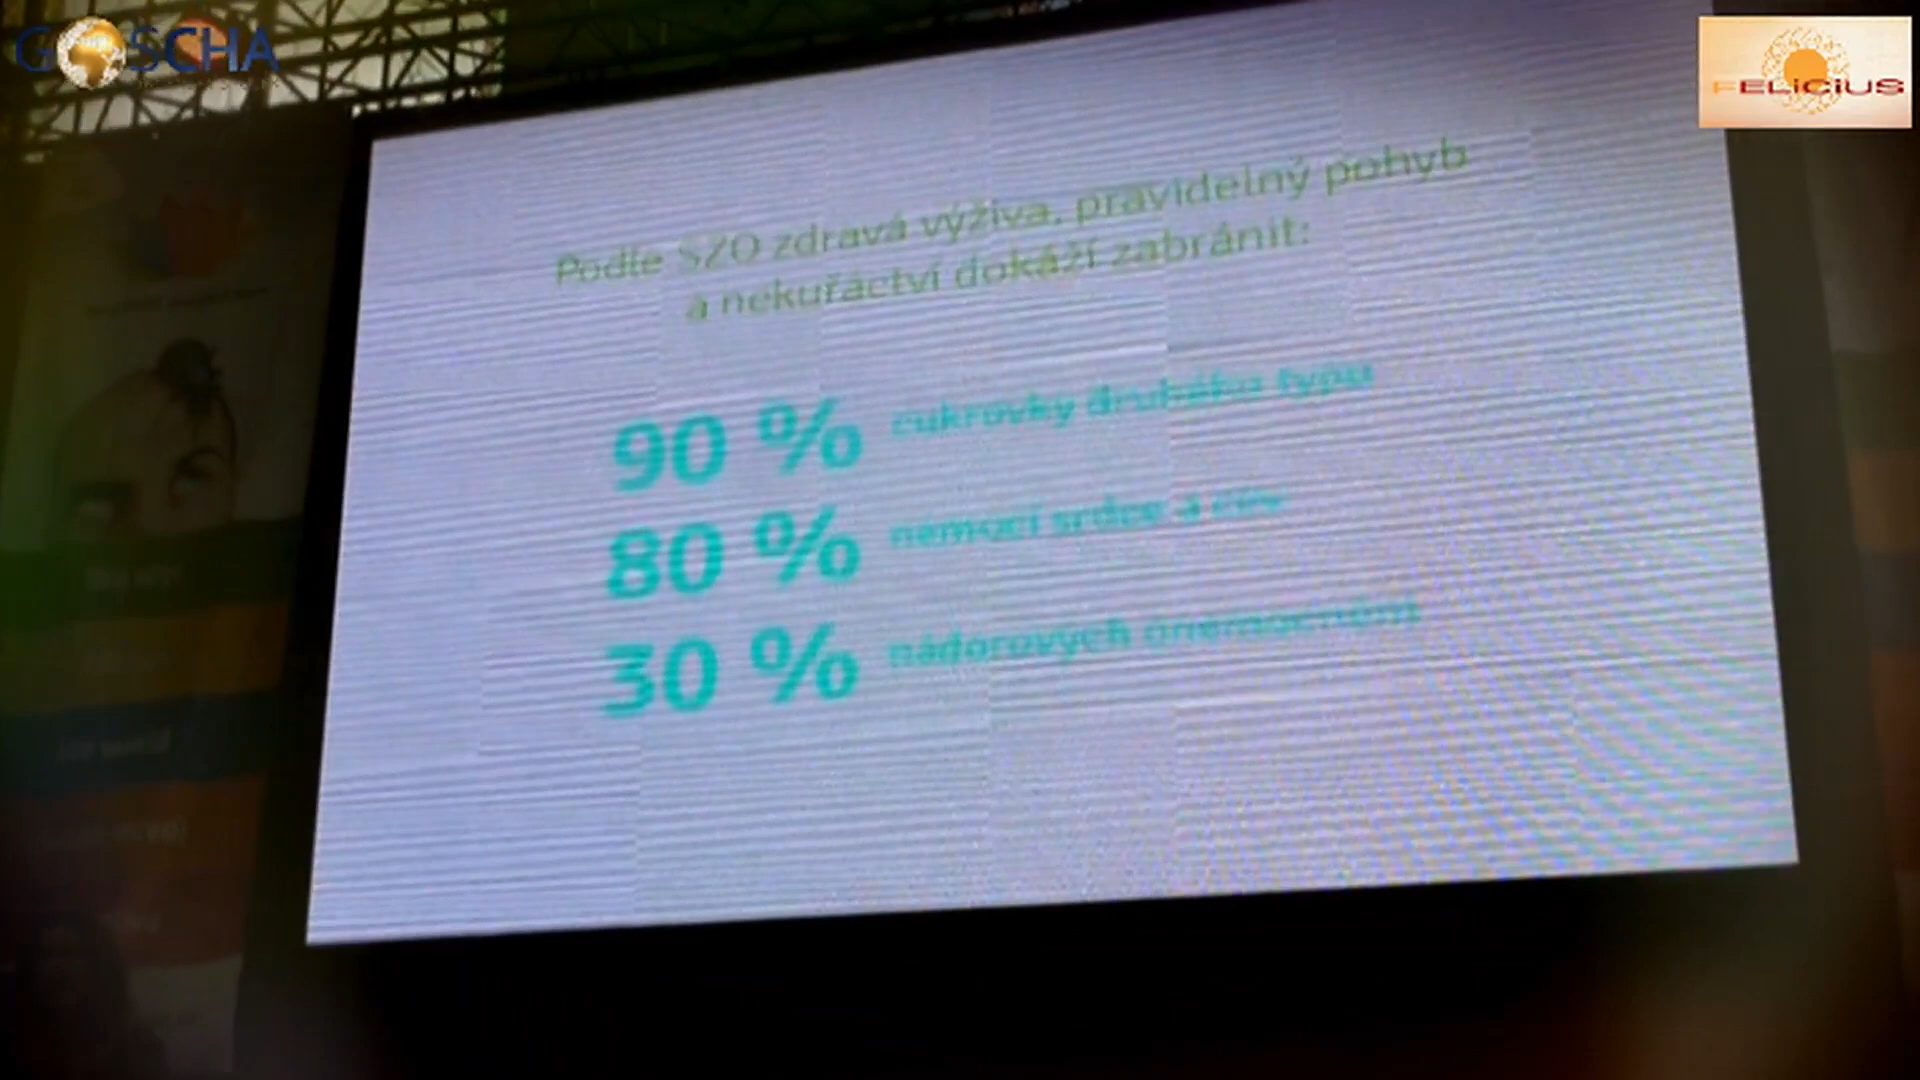 GOSCHA
FELiCiUS
Podle SZO zdravá výživa, pravidelný pohyb
a nekuřáctví dokáží zabránit:
90 % cukrovky druhého typu
80 % nemocí srdce a cév
30 % nádorových onemocnění